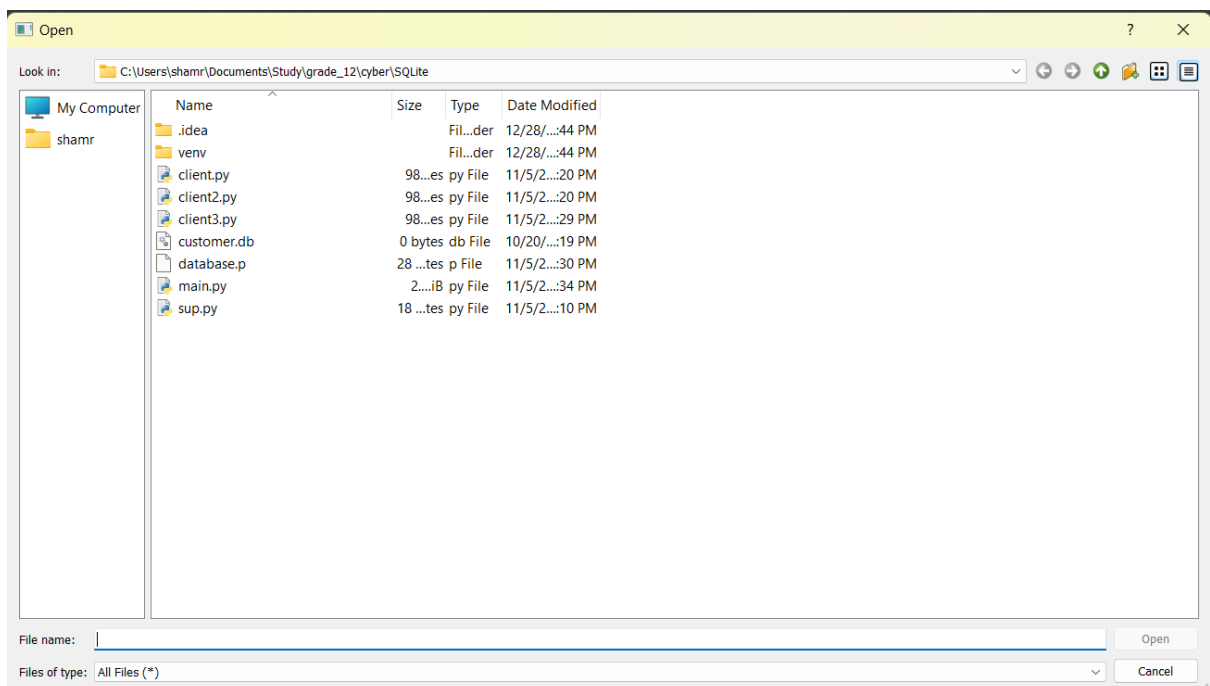 Open ?
Look in: C:\Users\shamr\Documents\Study\grade_12\cyber\SQLite
My Computer
shamr
Name Size Type Date Modified
.idea Fil...der 12/28/...:44 PM
venv Fil...der 12/28/...:44 PM
client.py 98...es py File 11/5/2...:20 PM
client2.py 98...es py File 11/5/2...:20 PM
client3.py 98...es py File 11/5/2...:29 PM
customer.db 0 bytes db File 10/20/...:19 PM
database.p 28 ...tes p File 11/5/2...:30 PM
main.py 2....iB py File 11/5/2...:34 PM
sup.py 18 ...tes py File 11/5/2...:10 PM
File name: Open
Files of type: All Files (*) Cancel